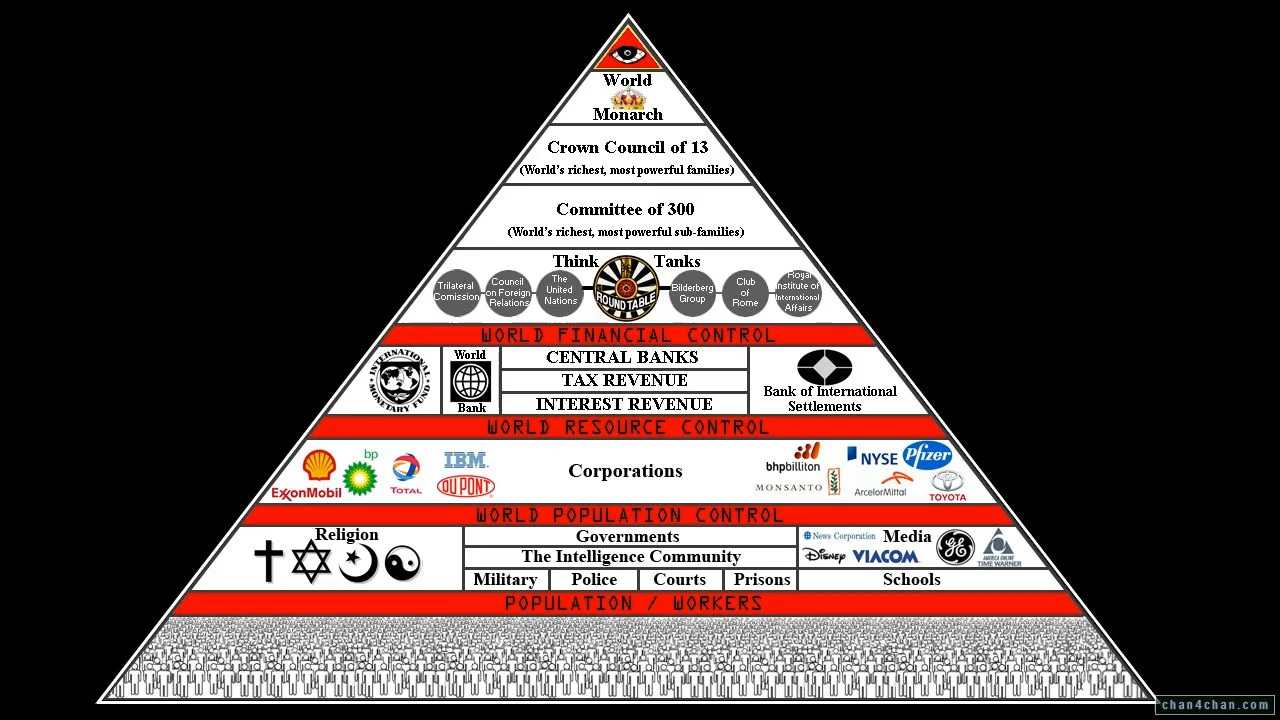 World
Monarch
Crown Council of 13
(World's richest, most powerful families)
Committee of 300
(World's richest, most powerful sub-families)
Think Tanks
Trilateral
Comission
Council
on Foreign
Relations
The
United
Nations
ROUND TABLE
Bilderberg
Group
Club
of
Rome
Royal
Institute of
International
Affairs
WORLD FINANCIAL CONTROL
INTERNATIONAL
MONETARY FUND
World
Bank
CENTRAL BANKS
TAX REVENUE
INTEREST REVENUE
Bank of International
Settlements
WORLD RESOURCE CONTROL
ExxonMobil
bp
TOTAL
IBM
DU PONT
Corporations
bhpbilliton
MONSANTO
NYSE
Pfizer
ArcelorMittal
TOYOTA
WORLD POPULATION CONTROL
Religion
Governments
The Intelligence Community
Military
Police
Courts
Prisons
News Corporation
Media
Disney
VIACOM
GE
AMERICA ONLINE
TIME WARNER
Schools
POPULATION / WORKERS
chan4chan.com